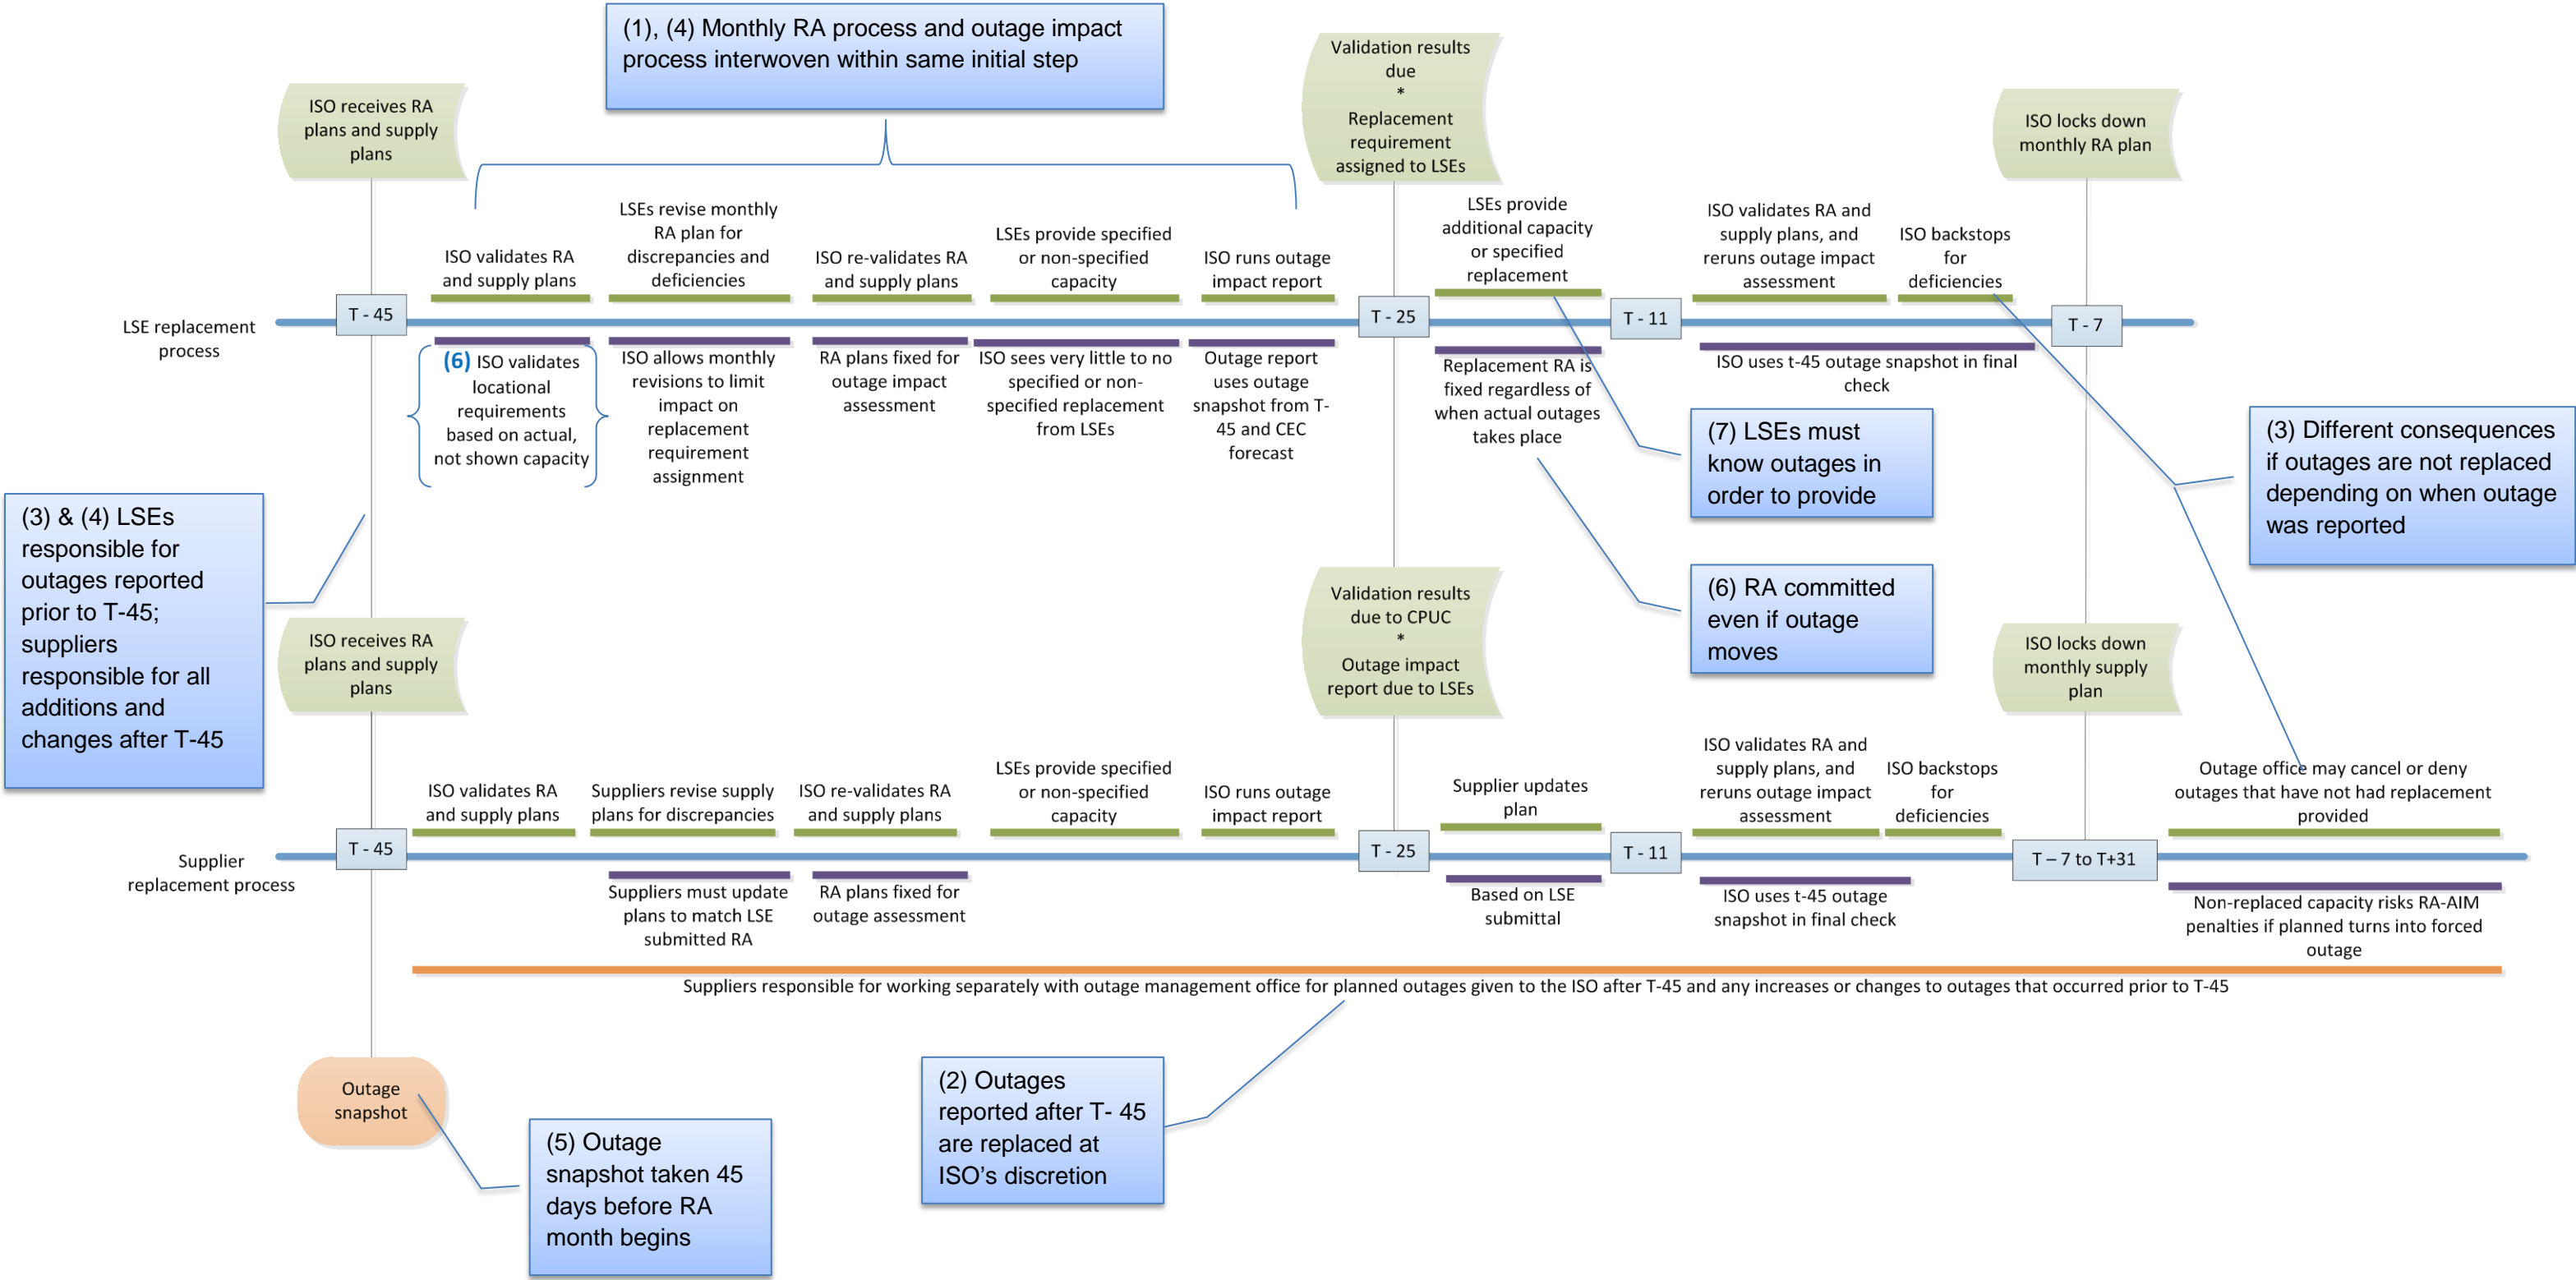 (1), (4) Monthly RA process and outage impact
process interwoven within same initial step
ISO receives RA
plans and supply
plans
Validation results
due
*
Replacement
requirement
assigned to LSEs
ISO locks down
monthly RA plan
ISO validates RA
and supply plans
LSEs revise monthly
RA plan for
discrepancies and
deficiencies
ISO re-validates RA
and supply plans
LSEs provide specified
or non-specified
capacity
ISO runs outage
impact report
LSEs provide
additional capacity
or specified
replacement
ISO validates RA and
supply plans, and
reruns outage impact
assessment
ISO backstops
for
deficiencies
LSE replacement
process
T - 45
T - 25
T - 11
T - 7
(6) ISO validates
locational
requirements
based on actual,
not shown capacity
ISO allows monthly
revisions to limit
impact on
replacement
requirement
assignment
RA plans fixed for
outage impact
assessment
ISO sees very little to no
specified or non-
specified replacement
from LSEs
Outage report
uses outage
snapshot from T-
45 and CEC
forecast
Replacement RA is
fixed regardless of
when actual outages
takes place
ISO uses t-45 outage snapshot in final
check
(7) LSEs must
know outages in
order to provide
(3) Different consequences
if outages are not replaced
depending on when outage
was reported
(3) & (4) LSEs
responsible for
outages reported
prior to T-45;
suppliers
responsible for all
additions and
changes after T-45
(6) RA committed
even if outage
moves
ISO receives RA
plans and supply
plans
Validation results
due to CPUC
*
Outage impact
report due to LSEs
ISO locks down
monthly supply
plan
ISO validates RA
and supply plans
Suppliers revise supply
plans for discrepancies
ISO re-validates RA
and supply plans
LSEs provide specified
or non-specified
capacity
ISO runs outage
impact report
Supplier updates
plan
ISO validates RA and
supply plans, and
reruns outage impact
assessment
ISO backstops
for
deficiencies
Outage office may cancel or deny
outages that have not had replacement
provided
Supplier
replacement process
T - 45
T - 25
T - 11
T – 7 to T+31
Suppliers must update
plans to match LSE
submitted RA
RA plans fixed for
outage assessment
Based on LSE
submittal
ISO uses t-45 outage
snapshot in final check
Non-replaced capacity risks RA-AIM
penalties if planned turns into forced
outage
Suppliers responsible for working separately with outage management office for planned outages given to the ISO after T-45 and any increases or changes to outages that occurred prior to T-45
Outage
snapshot
(5) Outage
snapshot taken 45
days before RA
month begins
(2) Outages
reported after T- 45
are replaced at
ISO’s discretion